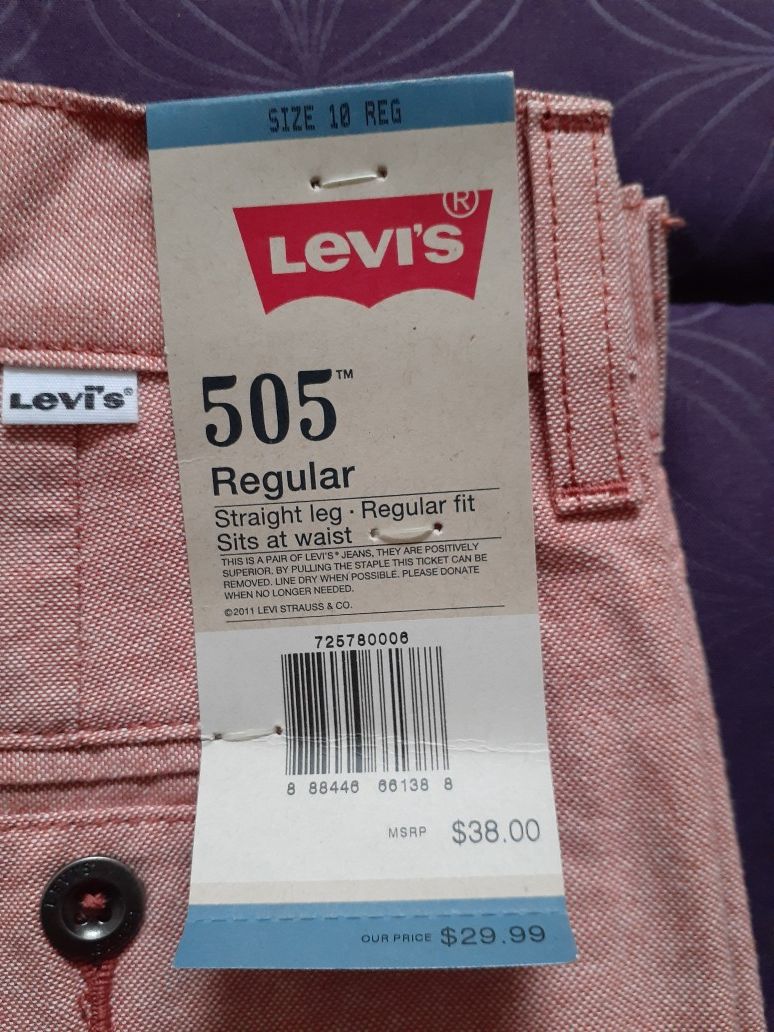 SIZE 10 REG
LEVI'S®
505™
Regular
Straight leg · Regular fit
Sits at waist
THIS IS A PAIR OF LEVI'S® JEANS, THEY ARE POSITIVELY
SUPERIOR. BY PULLING THE STAPLE THIS TICKET CAN BE
REMOVED. LINE DRY WHEN POSSIBLE. PLEASE DONATE
WHEN NO LONGER NEEDED.
©2011 LEVI STRAUSS & CO.
725780006
8 88446 66138 8
MSRP $38.00
OUR PRICE $29.99
Levi's®